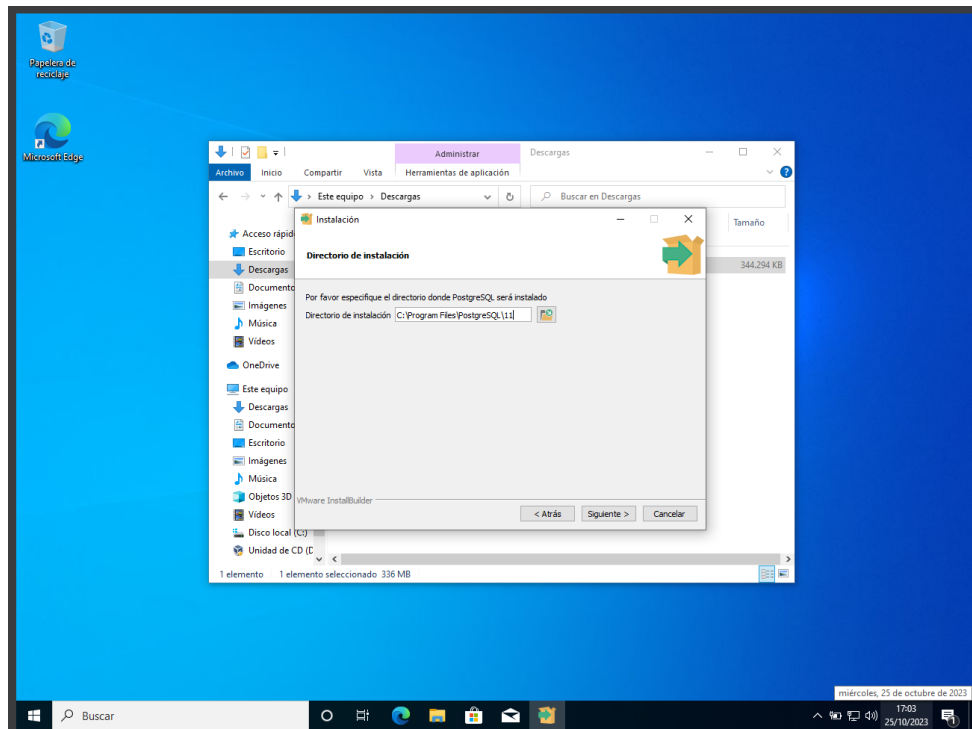 Papelera de
reciclaje
Microsoft Edge
Administrar
Descargas
Archivo
Inicio
Compartir
Vista
Herramientas de aplicación
Este equipo > Descargas
Buscar en Descargas
Tamaño
344.294 KB
Acceso rápid
Escritorio
Descargas
Documento
Imágenes
Música
Vídeos
OneDrive
Este equipo
Descargas
Documento
Escritorio
Imágenes
Música
Objetos 3D
Vídeos
Disco local (C:)
Unidad de CD (D
Instalación
Directorio de instalación
Por favor especifique el directorio donde PostgreSQL será instalado
Directorio de instalación C:\Program Files\PostgreSQL\11
VMware InstallBuilder
< Atrás
Siguiente >
Cancelar
1 elemento
1 elemento seleccionado 336 MB
miércoles, 25 de octubre de 2023
Buscar
17:03
25/10/2023
1